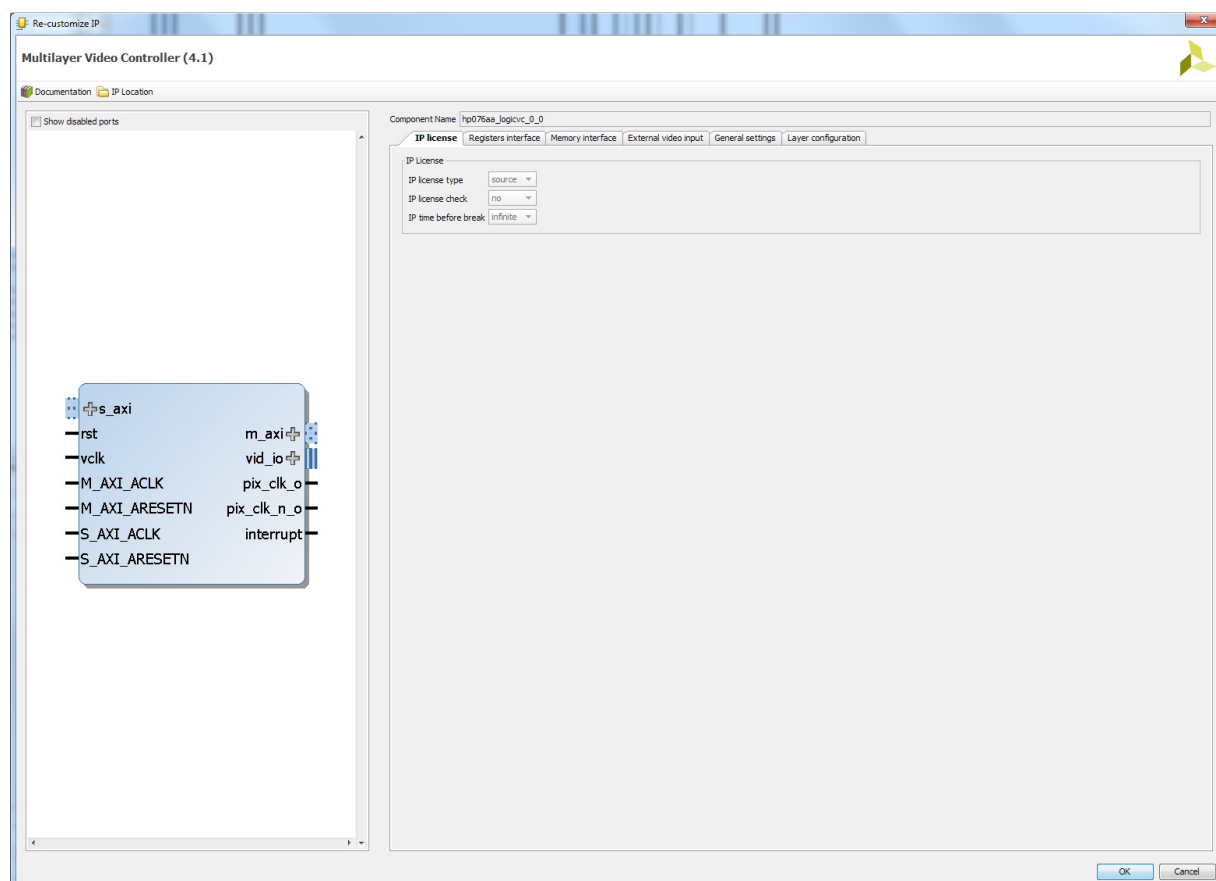 Re-customize IP
Multilayer Video Controller (4.1)
Documentation IP Location
Show disabled ports
s_axi
rst
vclk
M_AXI_ACLK
M_AXI_ARESETN
S_AXI_ACLK
S_AXI_ARESETN
m_axi
vid_io
pix_clk_o
pix_clk_n_o
interrupt
Component Name hp076aa_logicvc_0_0
IP license Registers interface Memory interface External video input General settings Layer configuration
IP License
IP license type source
IP license check no
IP time before break infinite
OK Cancel